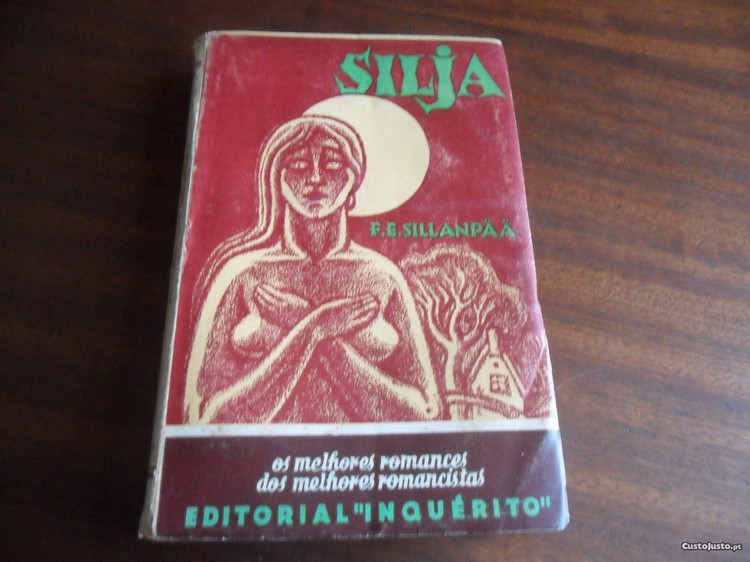 SILJA
F.E.SILLANPÄÄ
os melhores romances
dos melhores romancistas
EDITORIAL "INQUÉRITO"
CustoJusto.pt